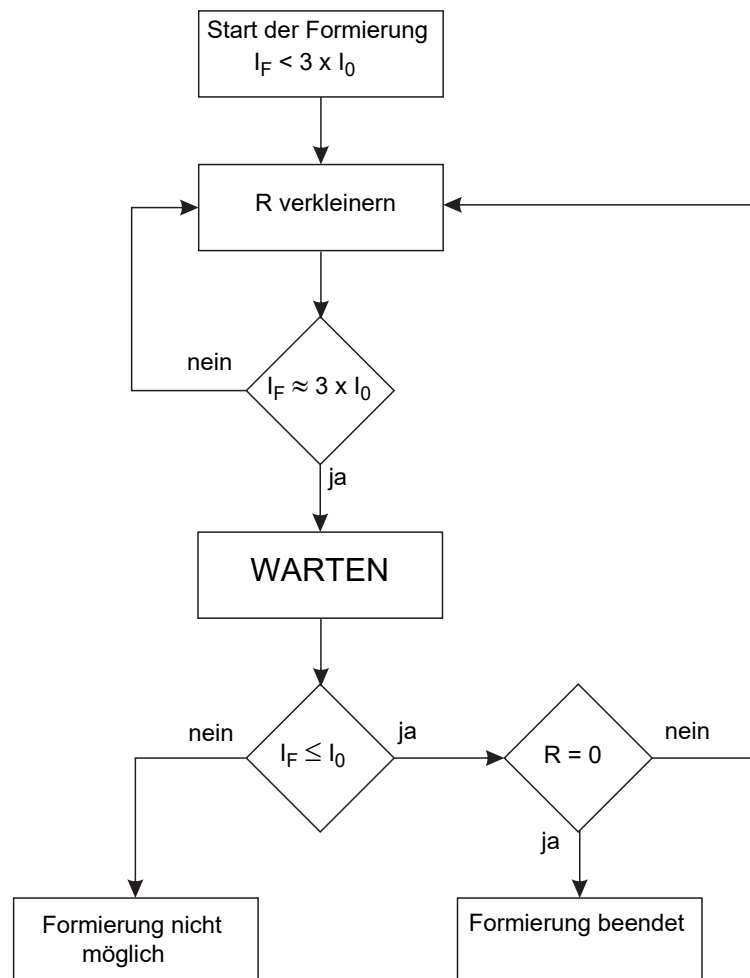 Start der Formierung
I_F < 3 x I_0
R verkleinern
nein
I_F ≈ 3 x I_0
ja
WARTEN
nein
I_F ≤ I_0
ja
R = 0
nein
ja
Formierung nicht
möglich
Formierung beendet